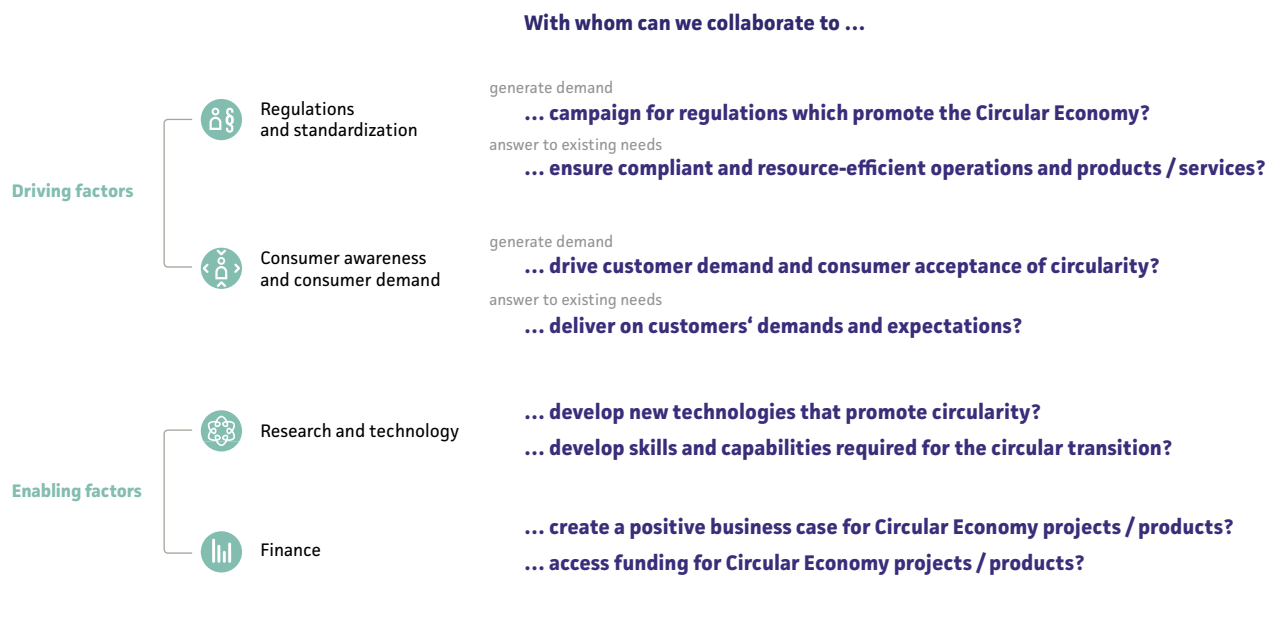 With whom can we collaborate to ...
Driving factors
Regulations
and standardization
generate demand
... campaign for regulations which promote the Circular Economy?
answer to existing needs
... ensure compliant and resource-efficient operations and products / services?
Consumer awareness
and consumer demand
generate demand
... drive customer demand and consumer acceptance of circularity?
answer to existing needs
... deliver on customers‘ demands and expectations?
Enabling factors
Research and technology
... develop new technologies that promote circularity?
... develop skills and capabilities required for the circular transition?
Finance
... create a positive business case for Circular Economy projects / products?
... access funding for Circular Economy projects / products?